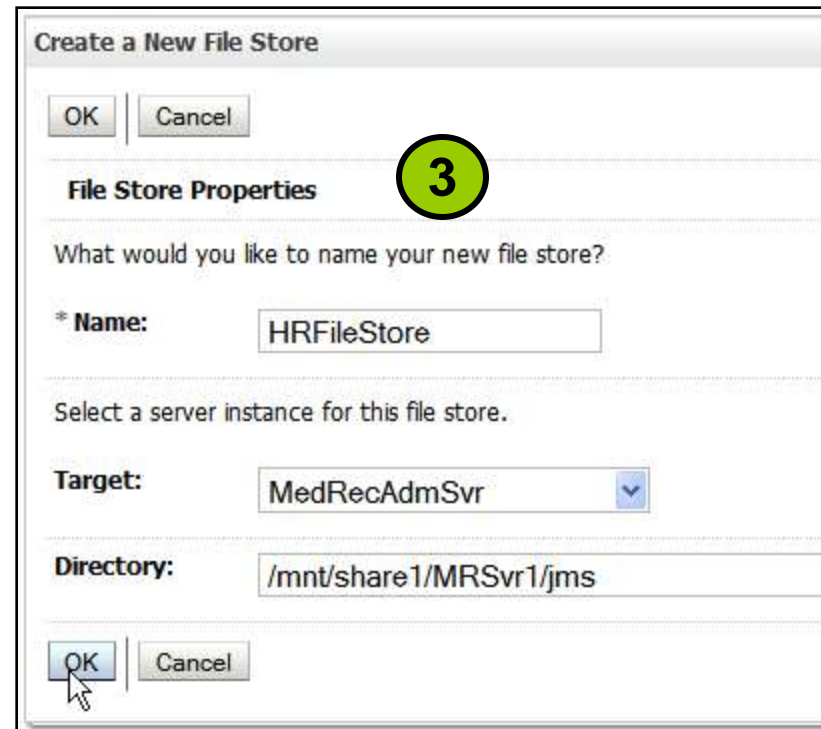 Create a New File Store
OK Cancel
3
File Store Properties
What would you like to name your new file store?
* Name: HRFileStore
Select a server instance for this file store.
Target: MedRecAdmSvr
Directory: /mnt/share1/MRSvr1/jms
OK Cancel